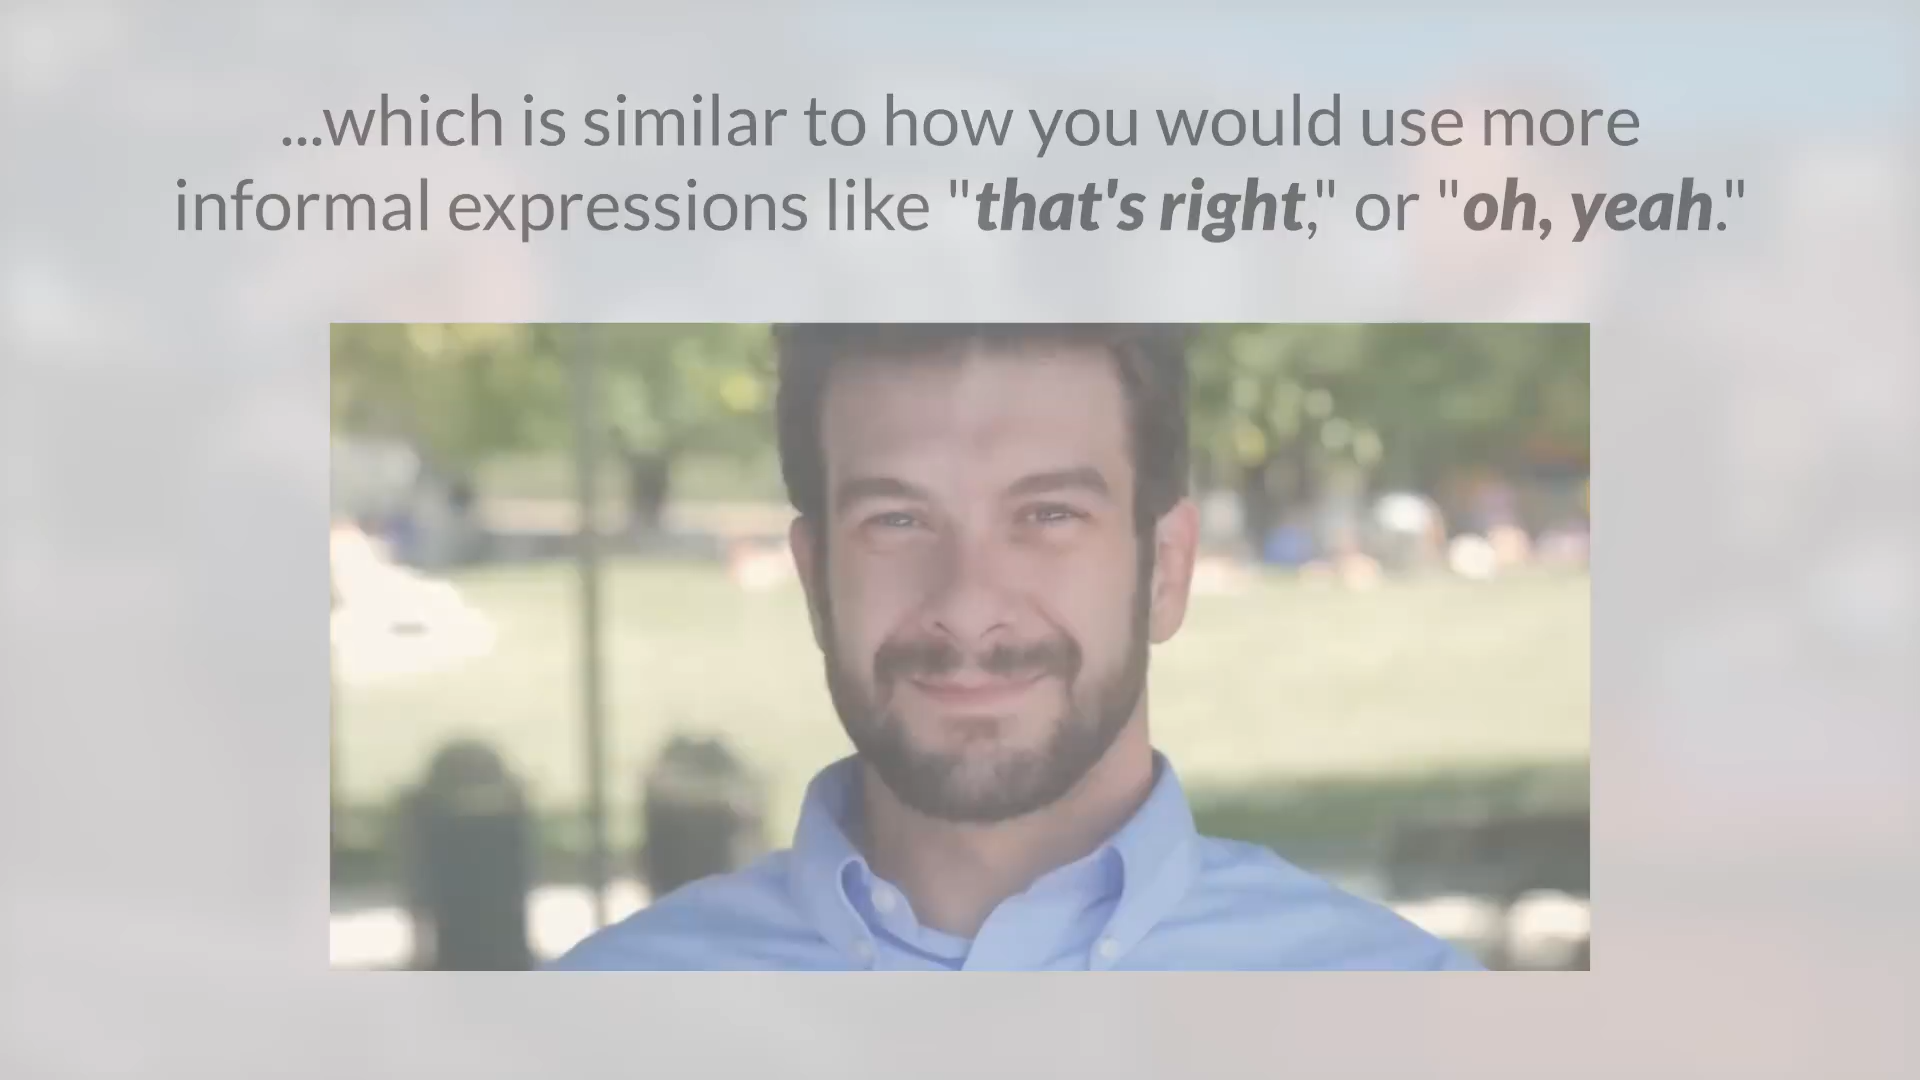 ...which is similar to how you would use more
informal expressions like "that's right," or "oh, yeah."